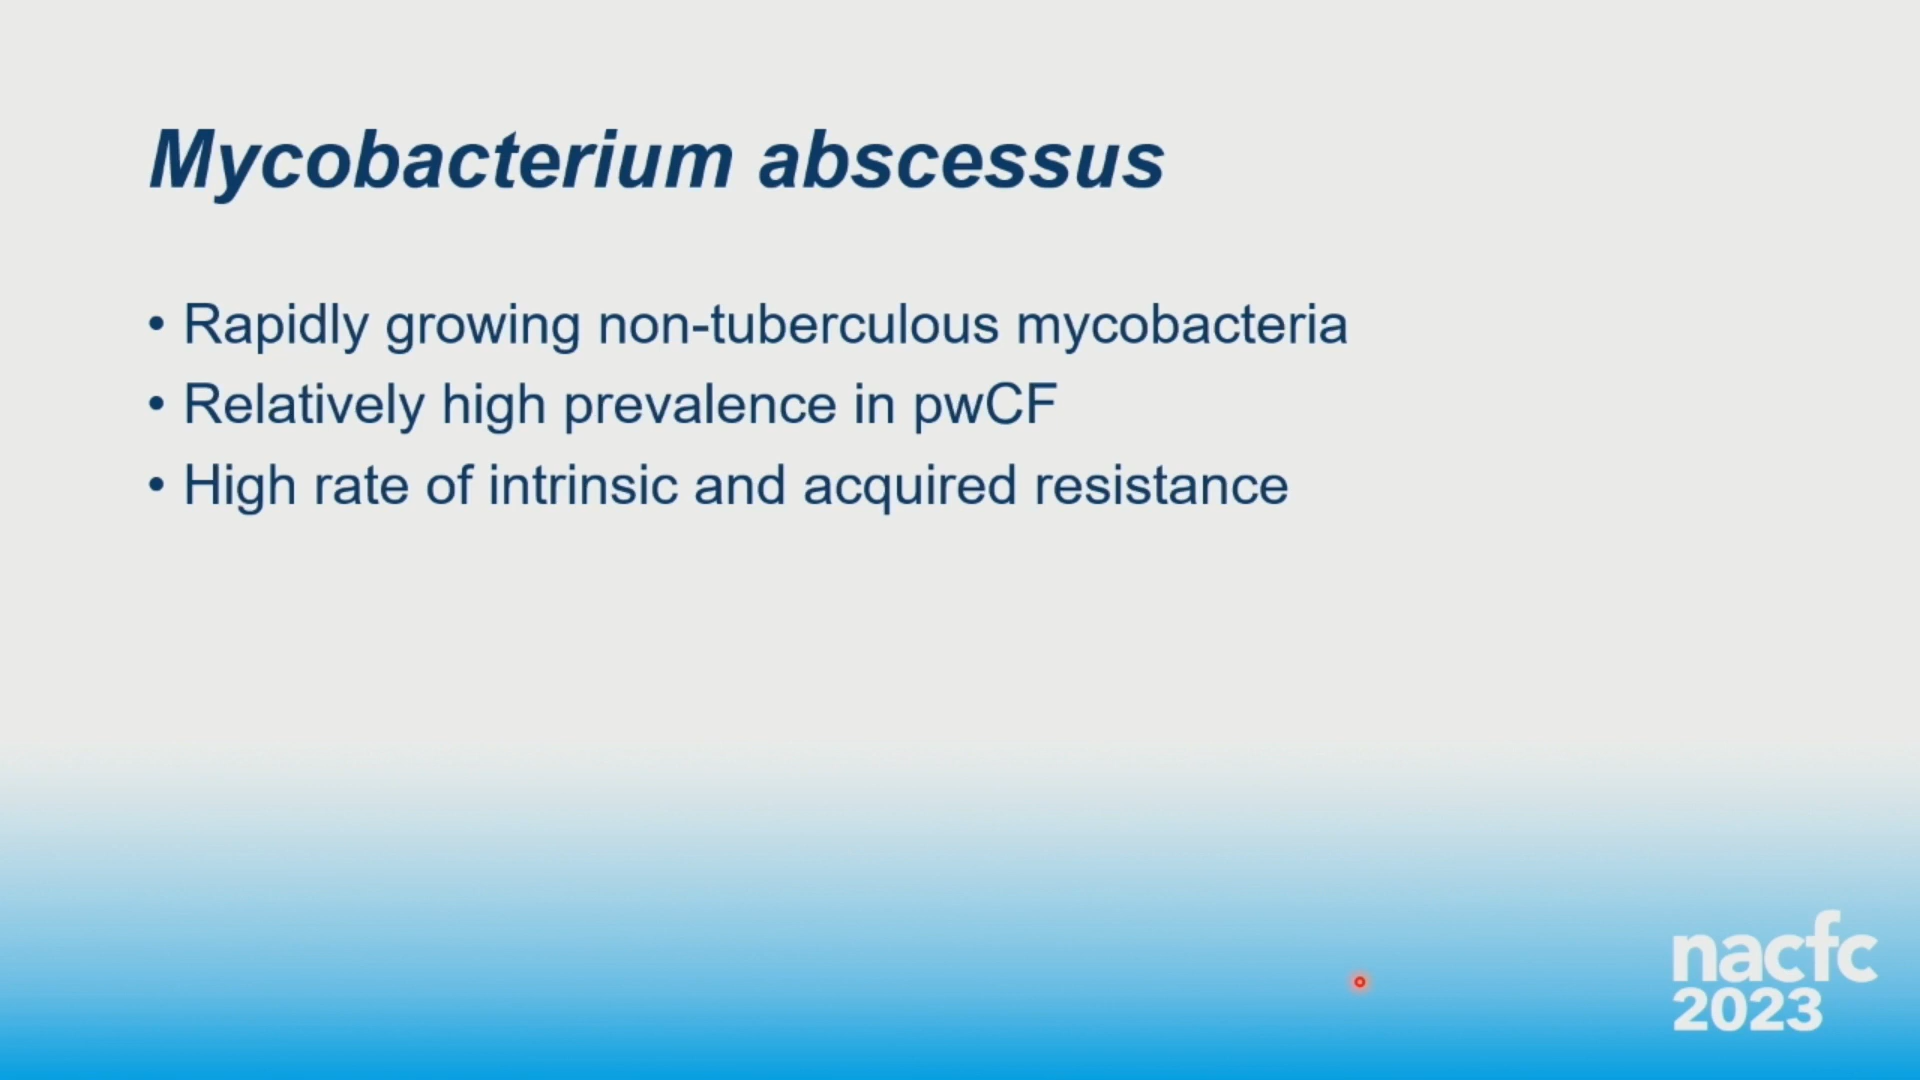 Mycobacterium abscessus
• Rapidly growing non-tuberculous mycobacteria
• Relatively high prevalence in pwCF
• High rate of intrinsic and acquired resistance
nacfc
2023